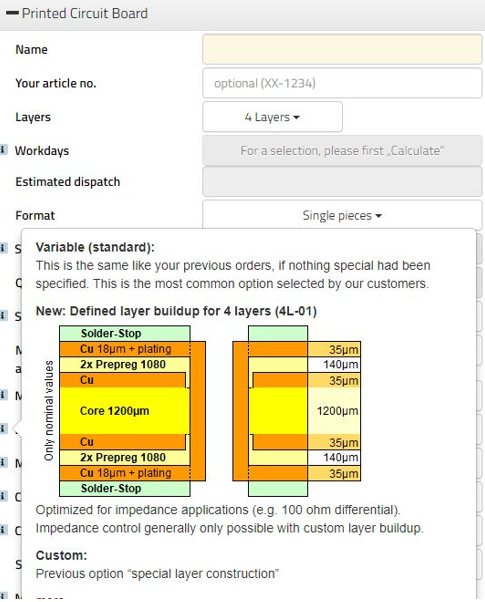 Printed Circuit Board
Name
Your article no.
optional (XX-1234)
Layers
4 Layers
Workdays
For a selection, please first „Calculate“
Estimated dispatch
Format
Single pieces
Variable (standard):
This is the same like your previous orders, if nothing special had been
specified. This is the most common option selected by our customers.
New: Defined layer buildup for 4 layers (4L-01)
Only nominal values
Solder-Stop
Cu 18µm + plating
35µm
2x Prepreg 1080
140µm
Cu
35µm
Core 1200µm
1200µm
Cu
35µm
2x Prepreg 1080
140µm
Cu 18µm + plating
35µm
Solder-Stop
Optimized for impedance applications (e.g. 100 ohm differential).
Impedance control generally only possible with custom layer buildup.
Custom:
Previous option “special layer construction”